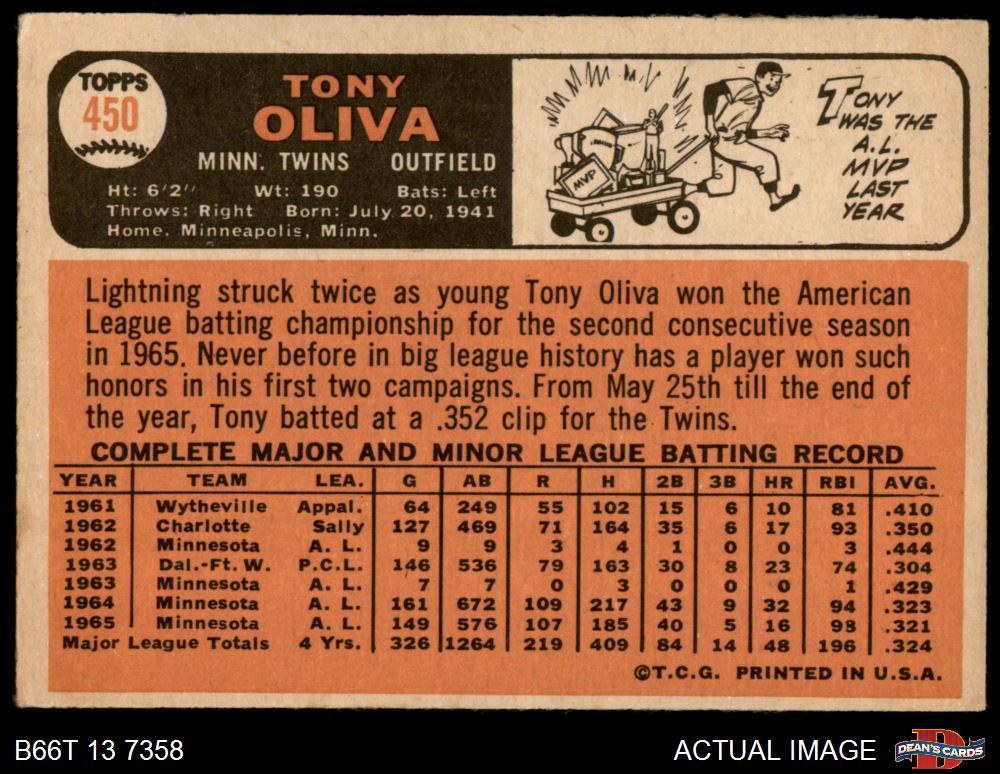 TOPPS
450
TONY
OLIVA
MINN. TWINS OUTFIELD
Ht: 6'2" Wt: 190 Bats: Left
Throws: Right Born: July 20, 1941
Home. Minneapolis, Minn.
MVP
TONY
WAS THE
A.L.
MVP
LAST
YEAR
Lightning struck twice as young Tony Oliva won the American
League batting championship for the second consecutive season
in 1965. Never before in big league history has a player won such
honors in his first two campaigns. From May 25th till the end of
the year, Tony batted at a .352 clip for the Twins.
COMPLETE MAJOR AND MINOR LEAGUE BATTING RECORD
YEAR TEAM LEA. G AB R H 2B 3B HR RBI AVG.
1961 Wytheville Appal. 64 249 55 102 15 6 10 81 .410
1962 Charlotte Sally 127 469 71 164 35 6 17 93 .350
1962 Minnesota A. L. 9 9 3 4 1 0 0 3 .444
1963 Dal.-Ft. W. P.C.L. 146 536 79 163 30 8 23 74 .304
1963 Minnesota A. L. 7 7 0 3 0 0 0 1 .429
1964 Minnesota A. L. 161 672 109 217 43 9 32 94 .323
1965 Minnesota A. L. 149 576 107 185 40 5 16 98 .321
Major League Totals 4 Yrs. 326 1264 219 409 84 14 48 196 .324
©T.C.G. PRINTED IN U.S.A.
B66T 13 7358
ACTUAL IMAGE
D
DEAN'S CARDS